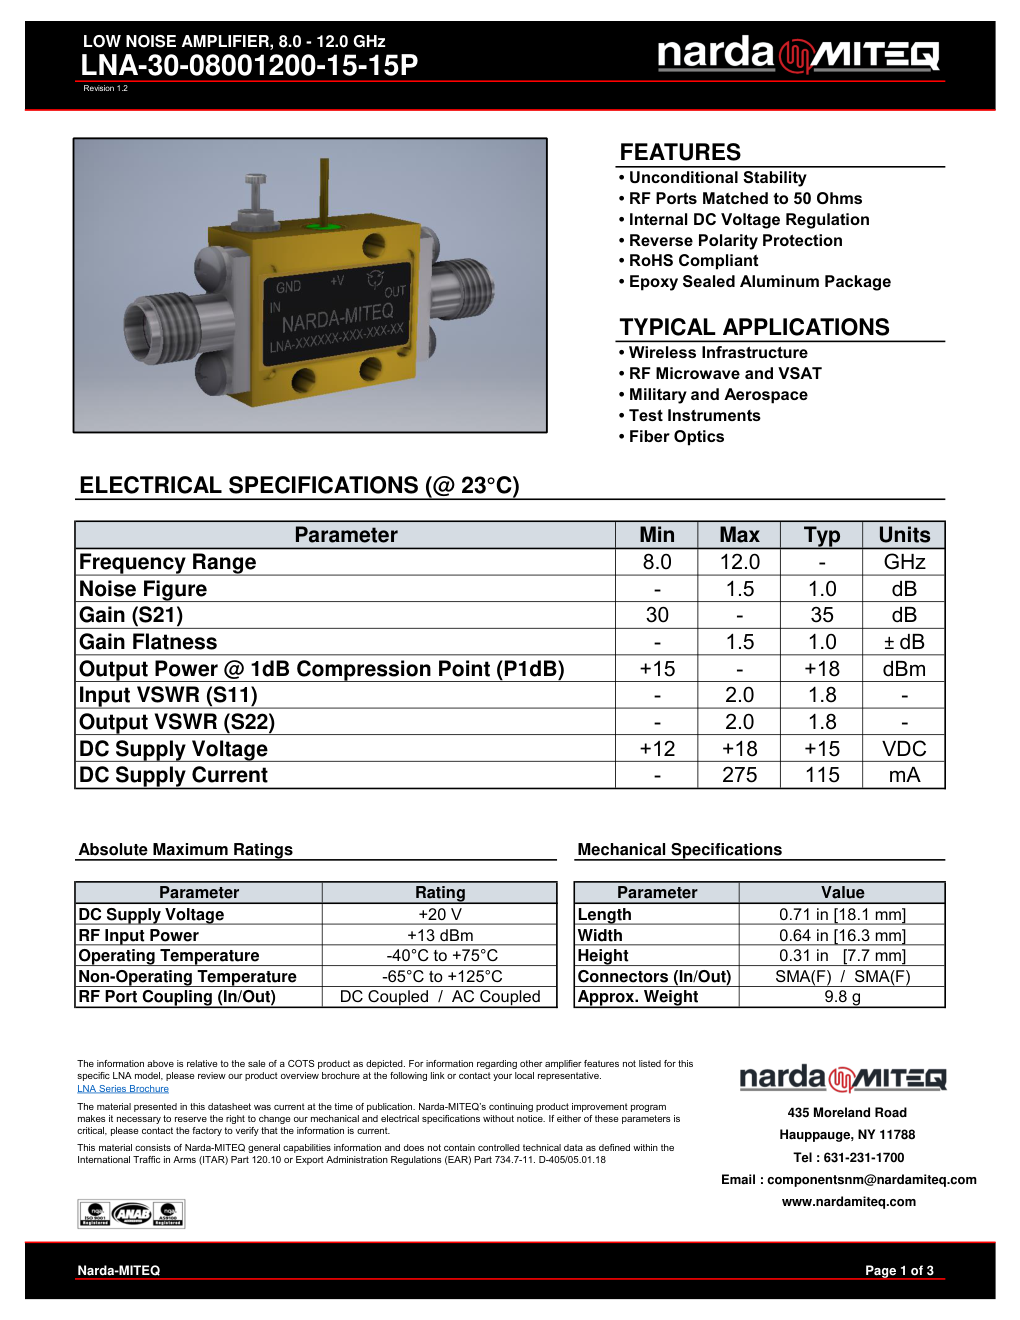 LOW NOISE AMPLIFIER, 8.0 - 12.0 GHz
LNA-30-08001200-15-15P
Revision 1.2
narda MITEQ
GND
+V
OUT
IN
NARDA-MITEQ
LNA-XXXXXX-XXX-XXX-XX
FEATURES
• Unconditional Stability
• RF Ports Matched to 50 Ohms
• Internal DC Voltage Regulation
• Reverse Polarity Protection
• RoHS Compliant
• Epoxy Sealed Aluminum Package
TYPICAL APPLICATIONS
• Wireless Infrastructure
• RF Microwave and VSAT
• Military and Aerospace
• Test Instruments
• Fiber Optics
ELECTRICAL SPECIFICATIONS (@ 23°C)
Parameter Min Max Typ Units
Frequency Range 8.0 12.0 - GHz
Noise Figure - 1.5 1.0 dB
Gain (S21) 30 - 35 dB
Gain Flatness - 1.5 1.0 ± dB
Output Power @ 1dB Compression Point (P1dB) +15 - +18 dBm
Input VSWR (S11) - 2.0 1.8 -
Output VSWR (S22) - 2.0 1.8 -
DC Supply Voltage +12 +18 +15 VDC
DC Supply Current - 275 115 mA
Absolute Maximum Ratings
Parameter Rating
DC Supply Voltage +20 V
RF Input Power +13 dBm
Operating Temperature -40°C to +75°C
Non-Operating Temperature -65°C to +125°C
RF Port Coupling (In/Out) DC Coupled / AC Coupled
Mechanical Specifications
Parameter Value
Length 0.71 in [18.1 mm]
Width 0.64 in [16.3 mm]
Height 0.31 in [7.7 mm]
Connectors (In/Out) SMA(F) / SMA(F)
Approx. Weight 9.8 g
The information above is relative to the sale of a COTS product as depicted. For information regarding other amplifier features not listed for this
specific LNA model, please review our product overview brochure at the following link or contact your local representative.
LNA Series Brochure
The material presented in this datasheet was current at the time of publication. Narda-MITEQ's continuing product improvement program
makes it necessary to reserve the right to change our mechanical and electrical specifications without notice. If either of these parameters is
critical, please contact the factory to verify that the information is current.
This material consists of Narda-MITEQ general capabilities information and does not contain controlled technical data as defined within the
International Traffic in Arms (ITAR) Part 120.10 or Export Administration Regulations (EAR) Part 734.7-11. D-405/05.01.18
narda MITEQ
435 Moreland Road
Hauppauge, NY 11788
Tel : 631-231-1700
Email : componentsnm@nardamiteq.com
www.nardamiteq.com
nqa ANAB nqa
ISO 9001 AS9100
Registered Registered
Narda-MITEQ Page 1 of 3